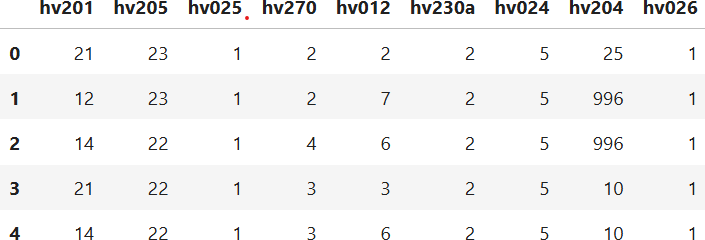 hv201 hv205 hv025 hv270 hv012 hv230a hv024 hv204 hv026
0 21 23 1 2 2 2 5 25 1
1 12 23 1 2 7 2 5 996 1
2 14 22 1 4 6 2 5 996 1
3 21 22 1 3 3 2 5 10 1
4 14 22 1 3 6 2 5 10 1